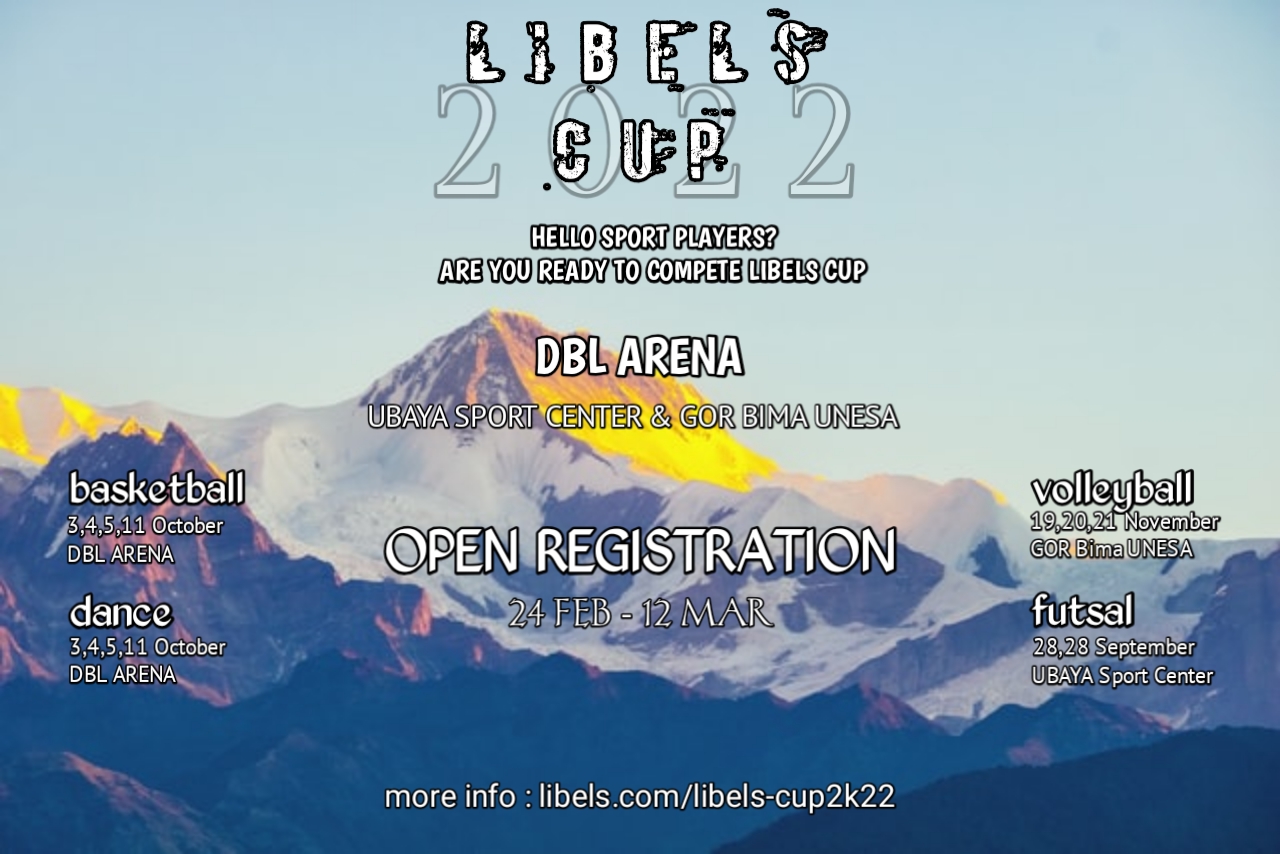 LIBELS
2022
CUP
HELLO SPORT PLAYERS?
ARE YOU READY TO COMPETE LIBELS CUP
DBL ARENA
UBAYA SPORT CENTER & GOR BIMA UNESA
basketball
3,4,5,11 October
DBL ARENA
dance
3,4,5,11 October
DBL ARENA
OPEN REGISTRATION
24 FEB - 12 MAR
volleyball
19,20,21 November
GOR Bima UNESA
futsal
28,28 September
UBAYA Sport Center
more info : libels.com/libels-cup2k22